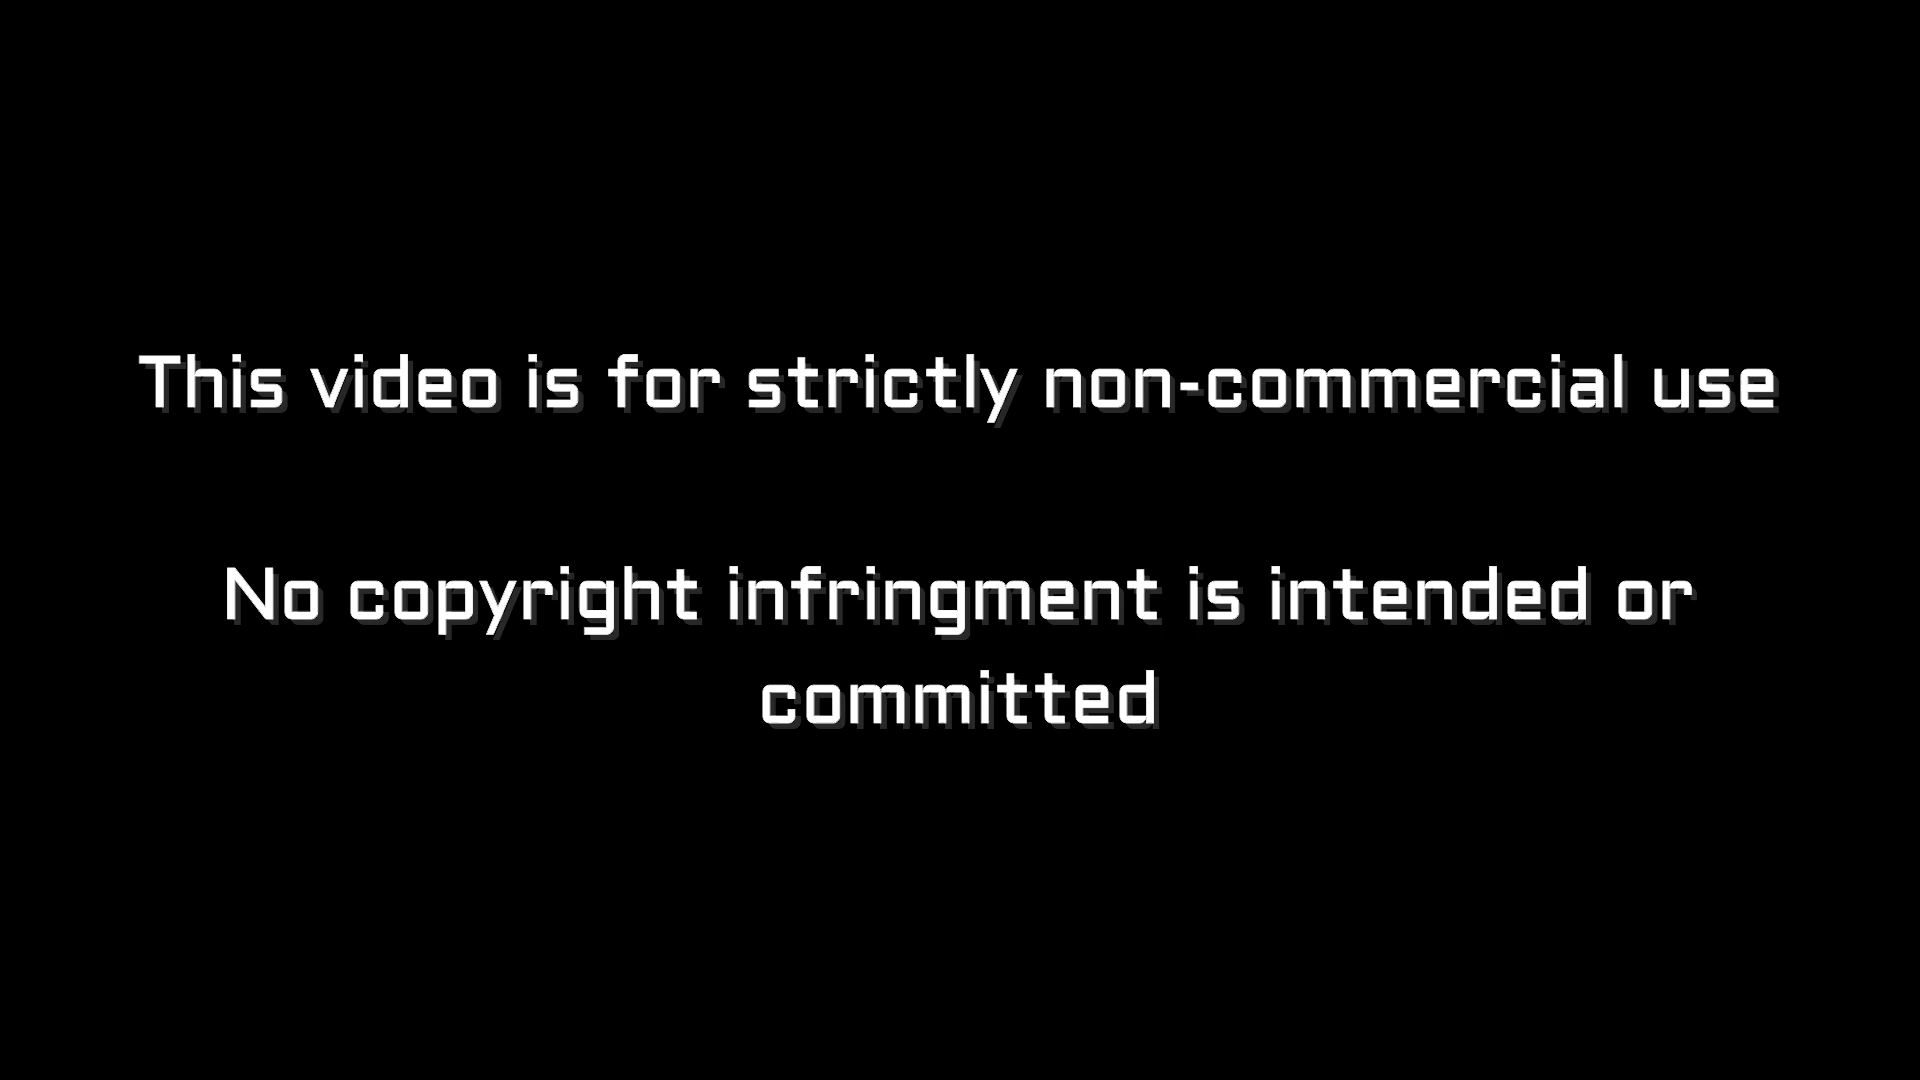 This video is for strictly non-commercial use
No copyright infringment is intended or
committed